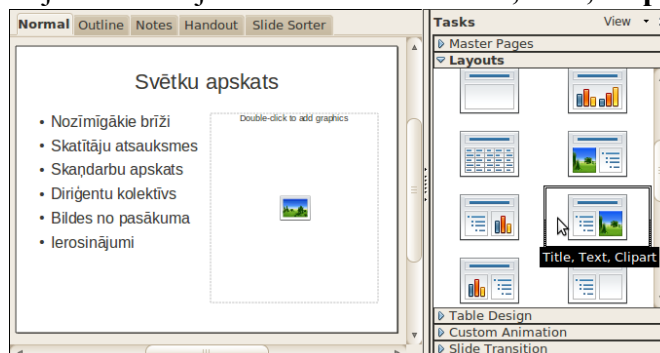 Normal Outline Notes Handout Slide Sorter
Svētku apskats
• Nozīmīgākie brīži
• Skatītāju atsauksmes
• Skaņdarbu apskats
• Diriģentu kolektīvs
• Bildes no pasākuma
• Ierosinājumi
Double-click to add graphics
Tasks View
Master Pages
Layouts
Title, Text, Clipart
Table Design
Custom Animation
Slide Transition